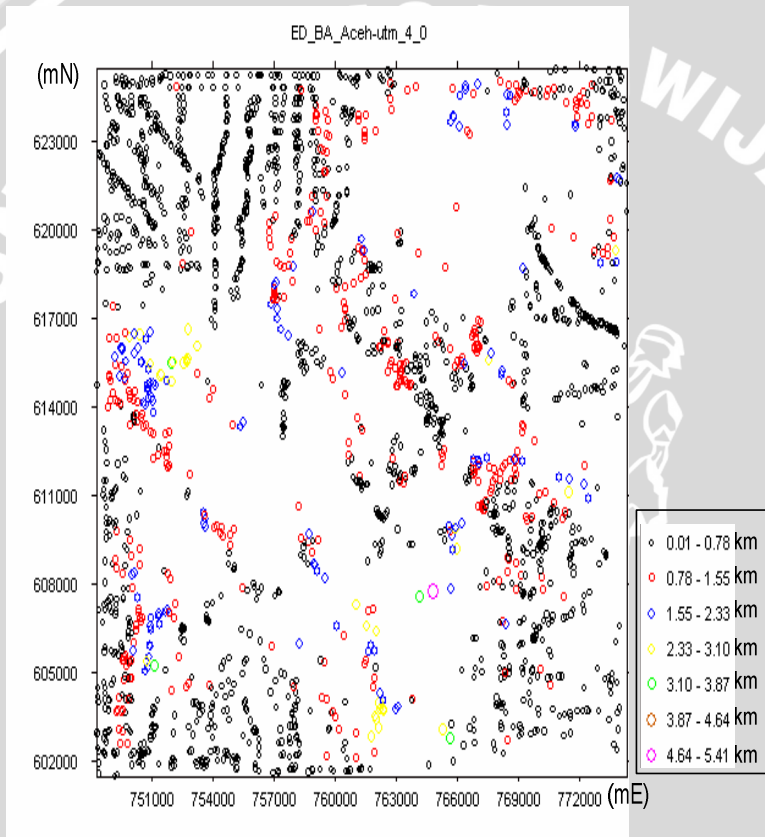 ED_BA_Aceh-utm_4_0
(mN)
WIJA
623000
620000
617000
614000
611000
608000
605000
602000
751000 754000 757000 760000 763000 766000 769000 772000 (mE)
0.01 - 0.78 km
0.78 - 1.55 km
1.55 - 2.33 km
2.33 - 3.10 km
3.10 - 3.87 km
3.87 - 4.64 km
4.64 - 5.41 km